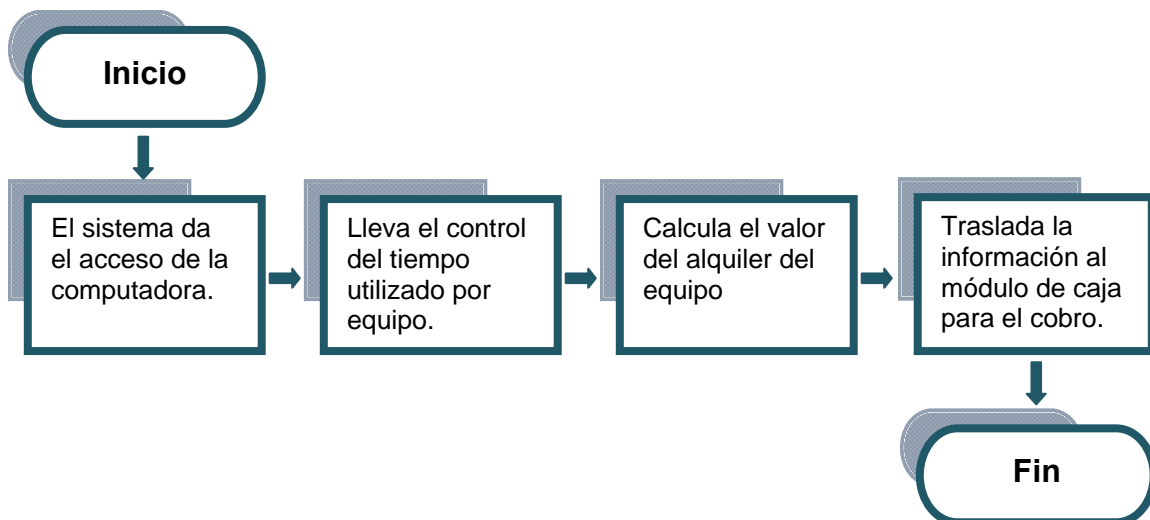 Inicio
El sistema da
el acceso de la
computadora.
Lleva el control
del tiempo
utilizado por
equipo.
Calcula el valor
del alquiler del
equipo
Traslada la
información al
módulo de caja
para el cobro.
Fin